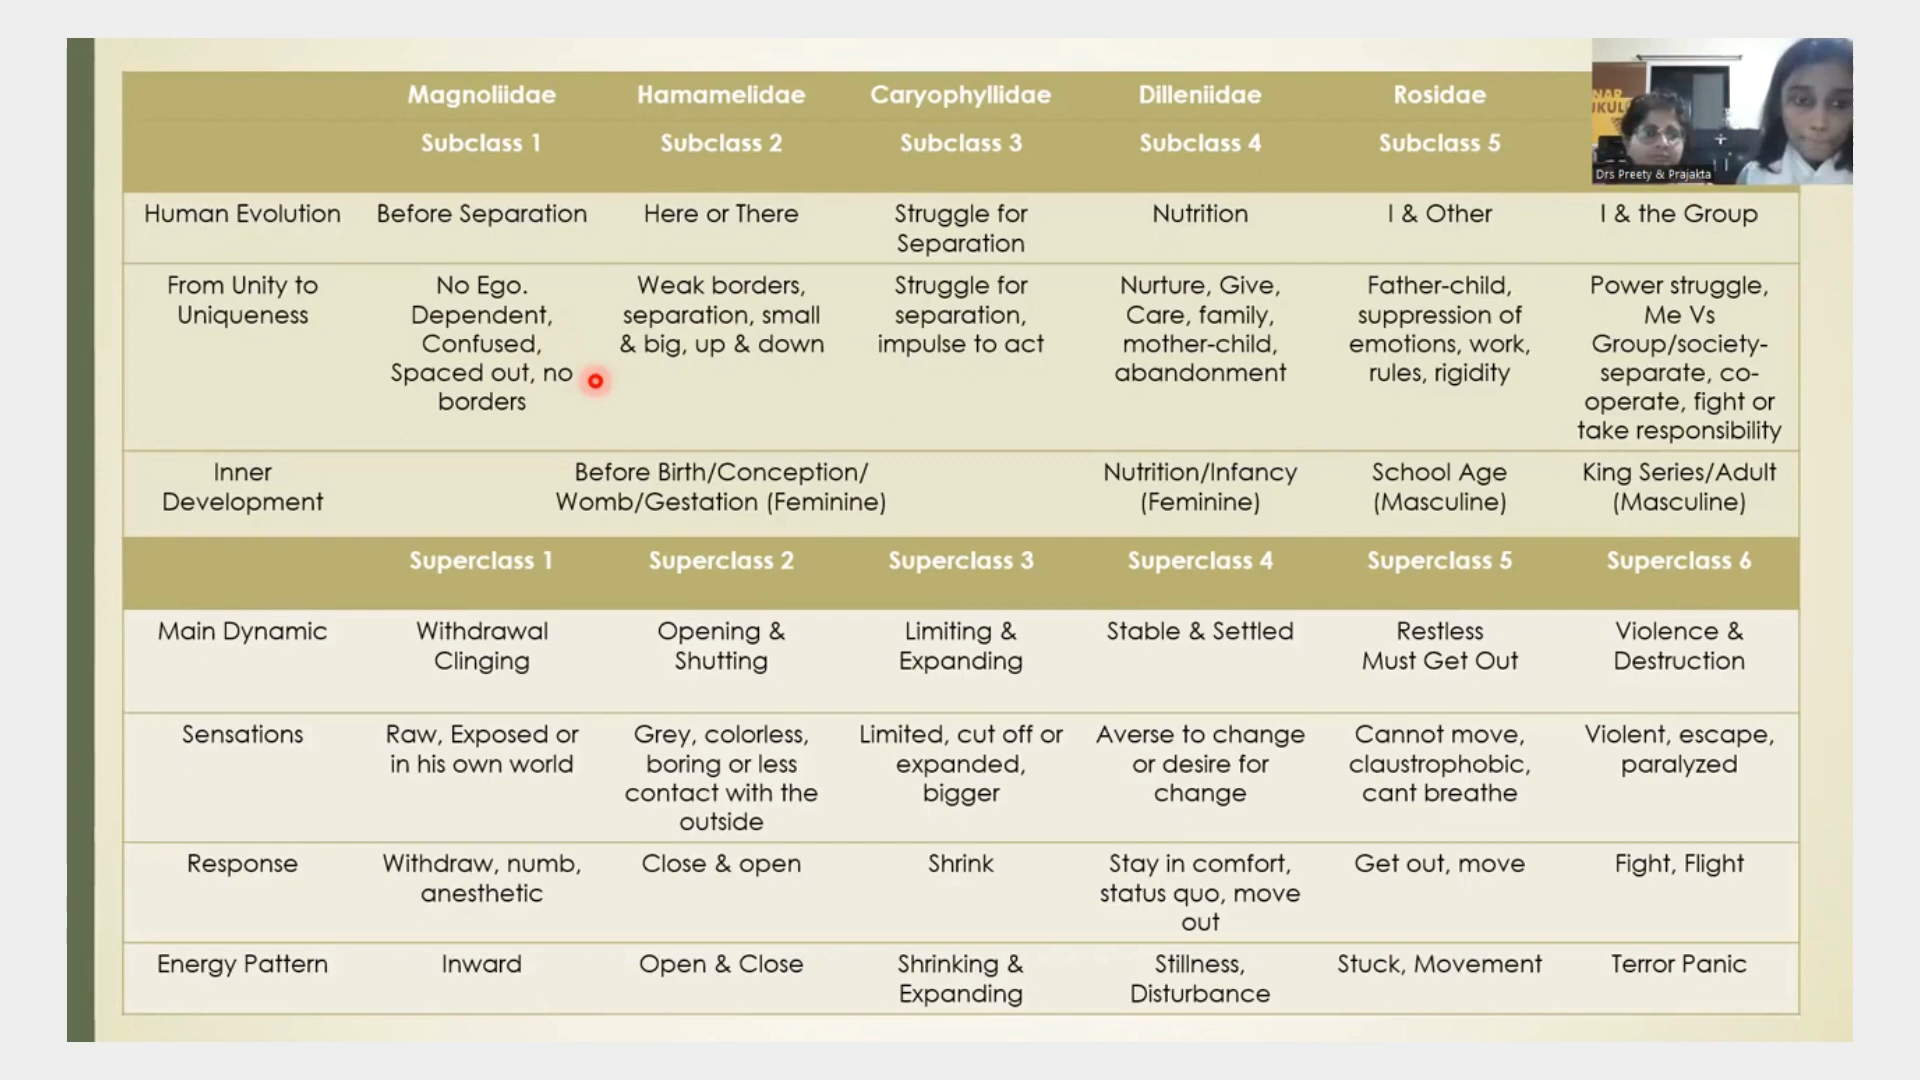 Magnoliidae Hamamelidae Caryophyllidae Dilleniidae Rosidae
Subclass 1 Subclass 2 Subclass 3 Subclass 4 Subclass 5
Drs Preety & Prajakta
Human Evolution Before Separation Here or There Struggle for Nutrition I & Other I & the Group
Separation
From Unity to No Ego. Weak borders, Struggle for Nurture, Give, Father-child, Power struggle,
Uniqueness Dependent, separation, small separation, Care, family, suppression of Me Vs
Confused, & big, up & down impulse to act mother-child, emotions, work, Group/society-
Spaced out, no abandonment rules, rigidity separate, co-
borders operate, fight or
take responsibility
Inner Before Birth/Conception/ Nutrition/Infancy School Age King Series/Adult
Development Womb/Gestation (Feminine) (Feminine) (Masculine) (Masculine)
Superclass 1 Superclass 2 Superclass 3 Superclass 4 Superclass 5 Superclass 6
Main Dynamic Withdrawal Opening & Limiting & Stable & Settled Restless Violence &
Clinging Shutting Expanding Must Get Out Destruction
Sensations Raw, Exposed or Grey, colorless, Limited, cut off or Averse to change Cannot move, Violent, escape,
in his own world boring or less expanded, or desire for claustrophobic, paralyzed
contact with the bigger change cant breathe
outside
Response Withdraw, numb, Close & open Shrink Stay in comfort, Get out, move Fight, Flight
anesthetic status quo, move
out
Energy Pattern Inward Open & Close Shrinking & Stillness, Stuck, Movement Terror Panic
Expanding Disturbance